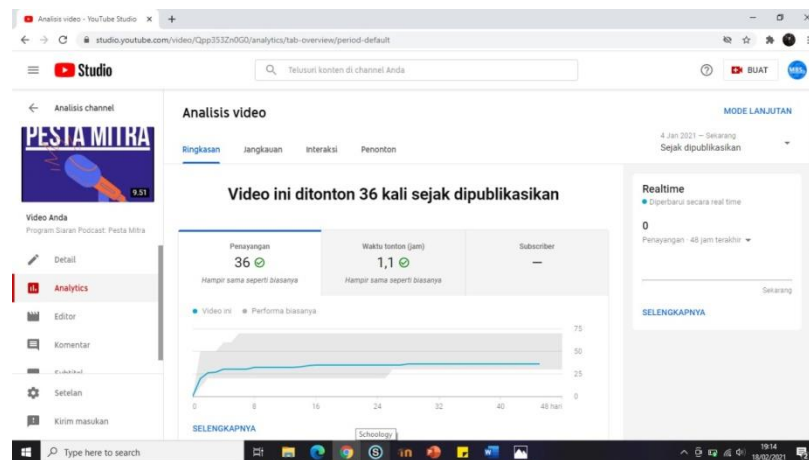 Analisis video - YouTube Studio
studio.youtube.com/video/Qpp353Zn0G0/analytics/tab-overview/period-default
Studio
Telusuri konten di channel Anda
BUAT
Analisis channel
PESTA MITRA
9.51
Video Anda
Program Siaran Podcast: Pesta Mitra
Detail
Analytics
Editor
Komentar
Subtitel
Setelan
Kirim masukan
Analisis video
MODE LANJUTAN
Ringkasan
Jangkauan
Interaksi
Penonton
4 Jan 2021 – Sekarang
Sejak dipublikasikan
Video ini ditonton 36 kali sejak dipublikasikan
Penayangan
36
Hampir sama seperti biasanya
Waktu tonton (jam)
1,1
Hampir sama seperti biasanya
Subscriber
—
Video ini
Performa biasanya
75
50
25
0
0 8 16 24 32 40 48 hari
SELENGKAPNYA
Realtime
Diperbarui secara real time
0
Penayangan · 48 jam terakhir
Sekarang
SELENGKAPNYA
Schoology
Type here to search
19:14
18/02/2021